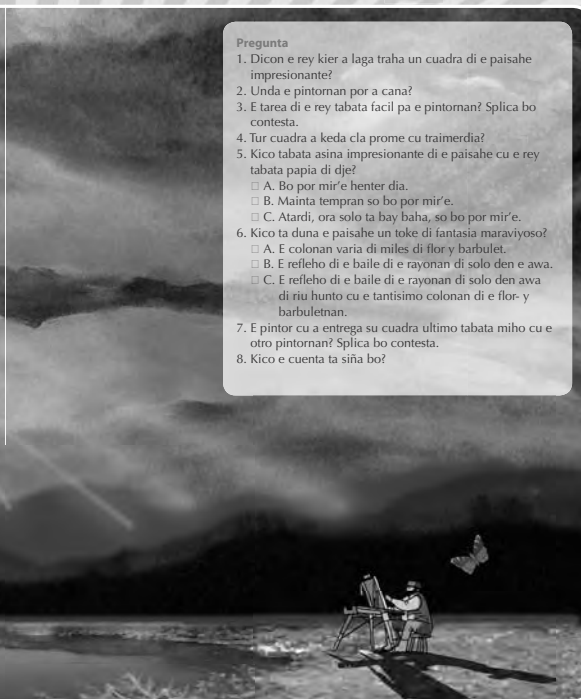 Pregunta
1. Dicon e rey kier a laga traha un cuadra di e paisahe
impresionante?
2. Unda e pintornan por a cana?
3. E tarea di e rey tabata facil pa e pintornan? Splica bo
contesta.
4. Tur cuadra a keda cla prome cu traimerdia?
5. Kico tabata asina impresionante di e paisahe cu e rey
tabata papia di dje?
□ A. Bo por mir'e henter dia.
□ B. Mainta tempran so bo por mir'e.
□ C. Atardi, ora solo ta bay baha, so bo por mir'e.
6. Kico ta duna e paisahe un toke di fantasia maraviyoso?
□ A. E colonan varia di miles di flor y barbulet.
□ B. E refleho di e baile di e rayonan di solo den e awa.
□ C. E refleho di e baile di e rayonan di solo den awa
di riu hunto cu e tantisimo colonan di e flor- y
barbuletnan.
7. E pintor cu a entrega su cuadra ultimo tabata miho cu e
otro pintornan? Splica bo contesta.
8. Kico e cuenta ta siña bo?